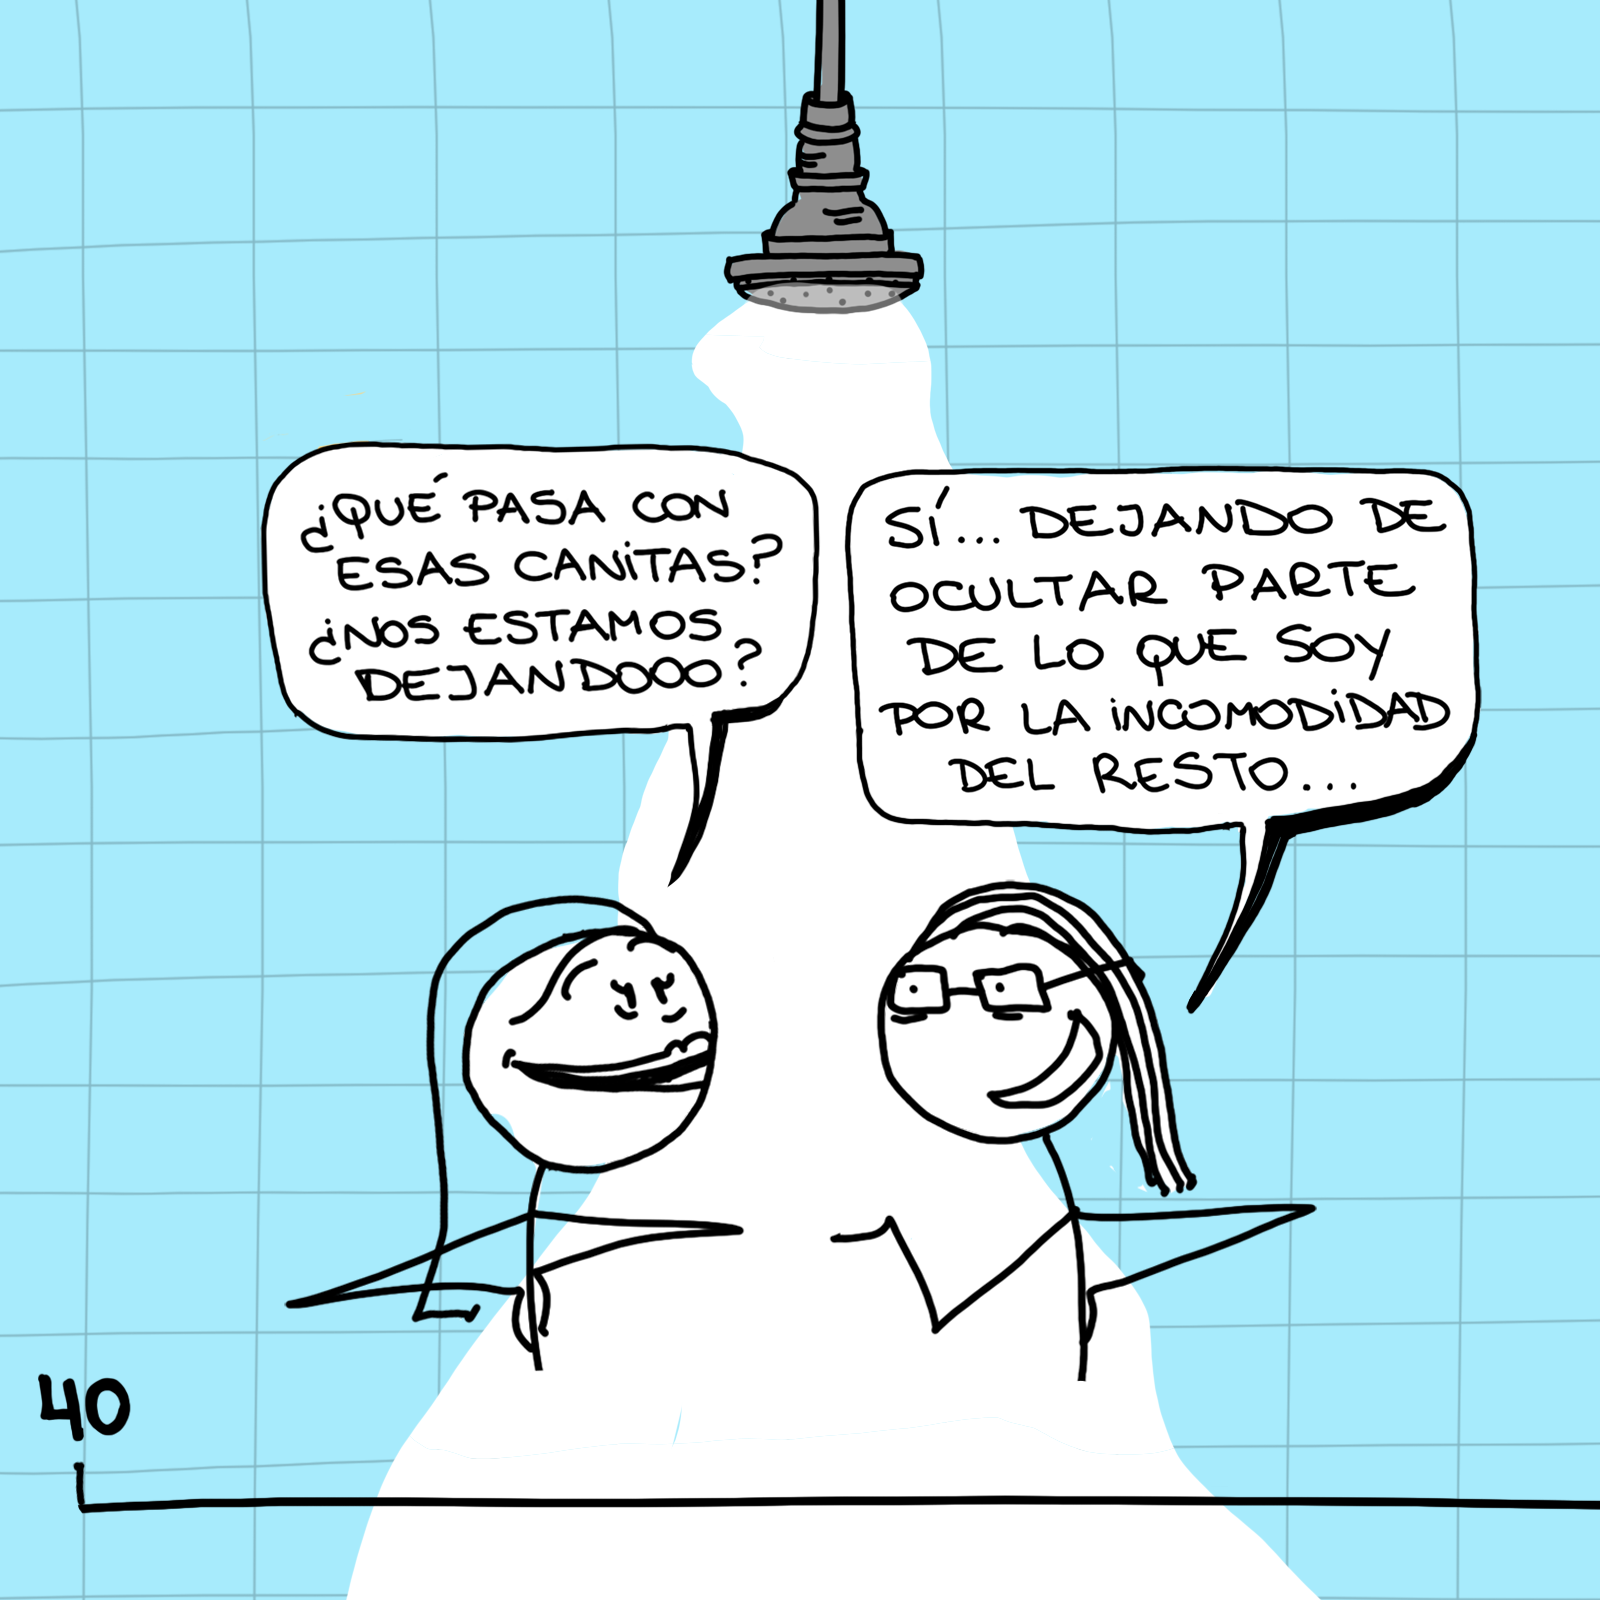 ¿QUÉ PASA CON
ESAS CANITAS?
¿NOS ESTAMOS
DEJANDOOO?
SÍ... DEJANDO DE
OCULTAR PARTE
DE LO QUE SOY
POR LA INCOMODIDAD
DEL RESTO...
40